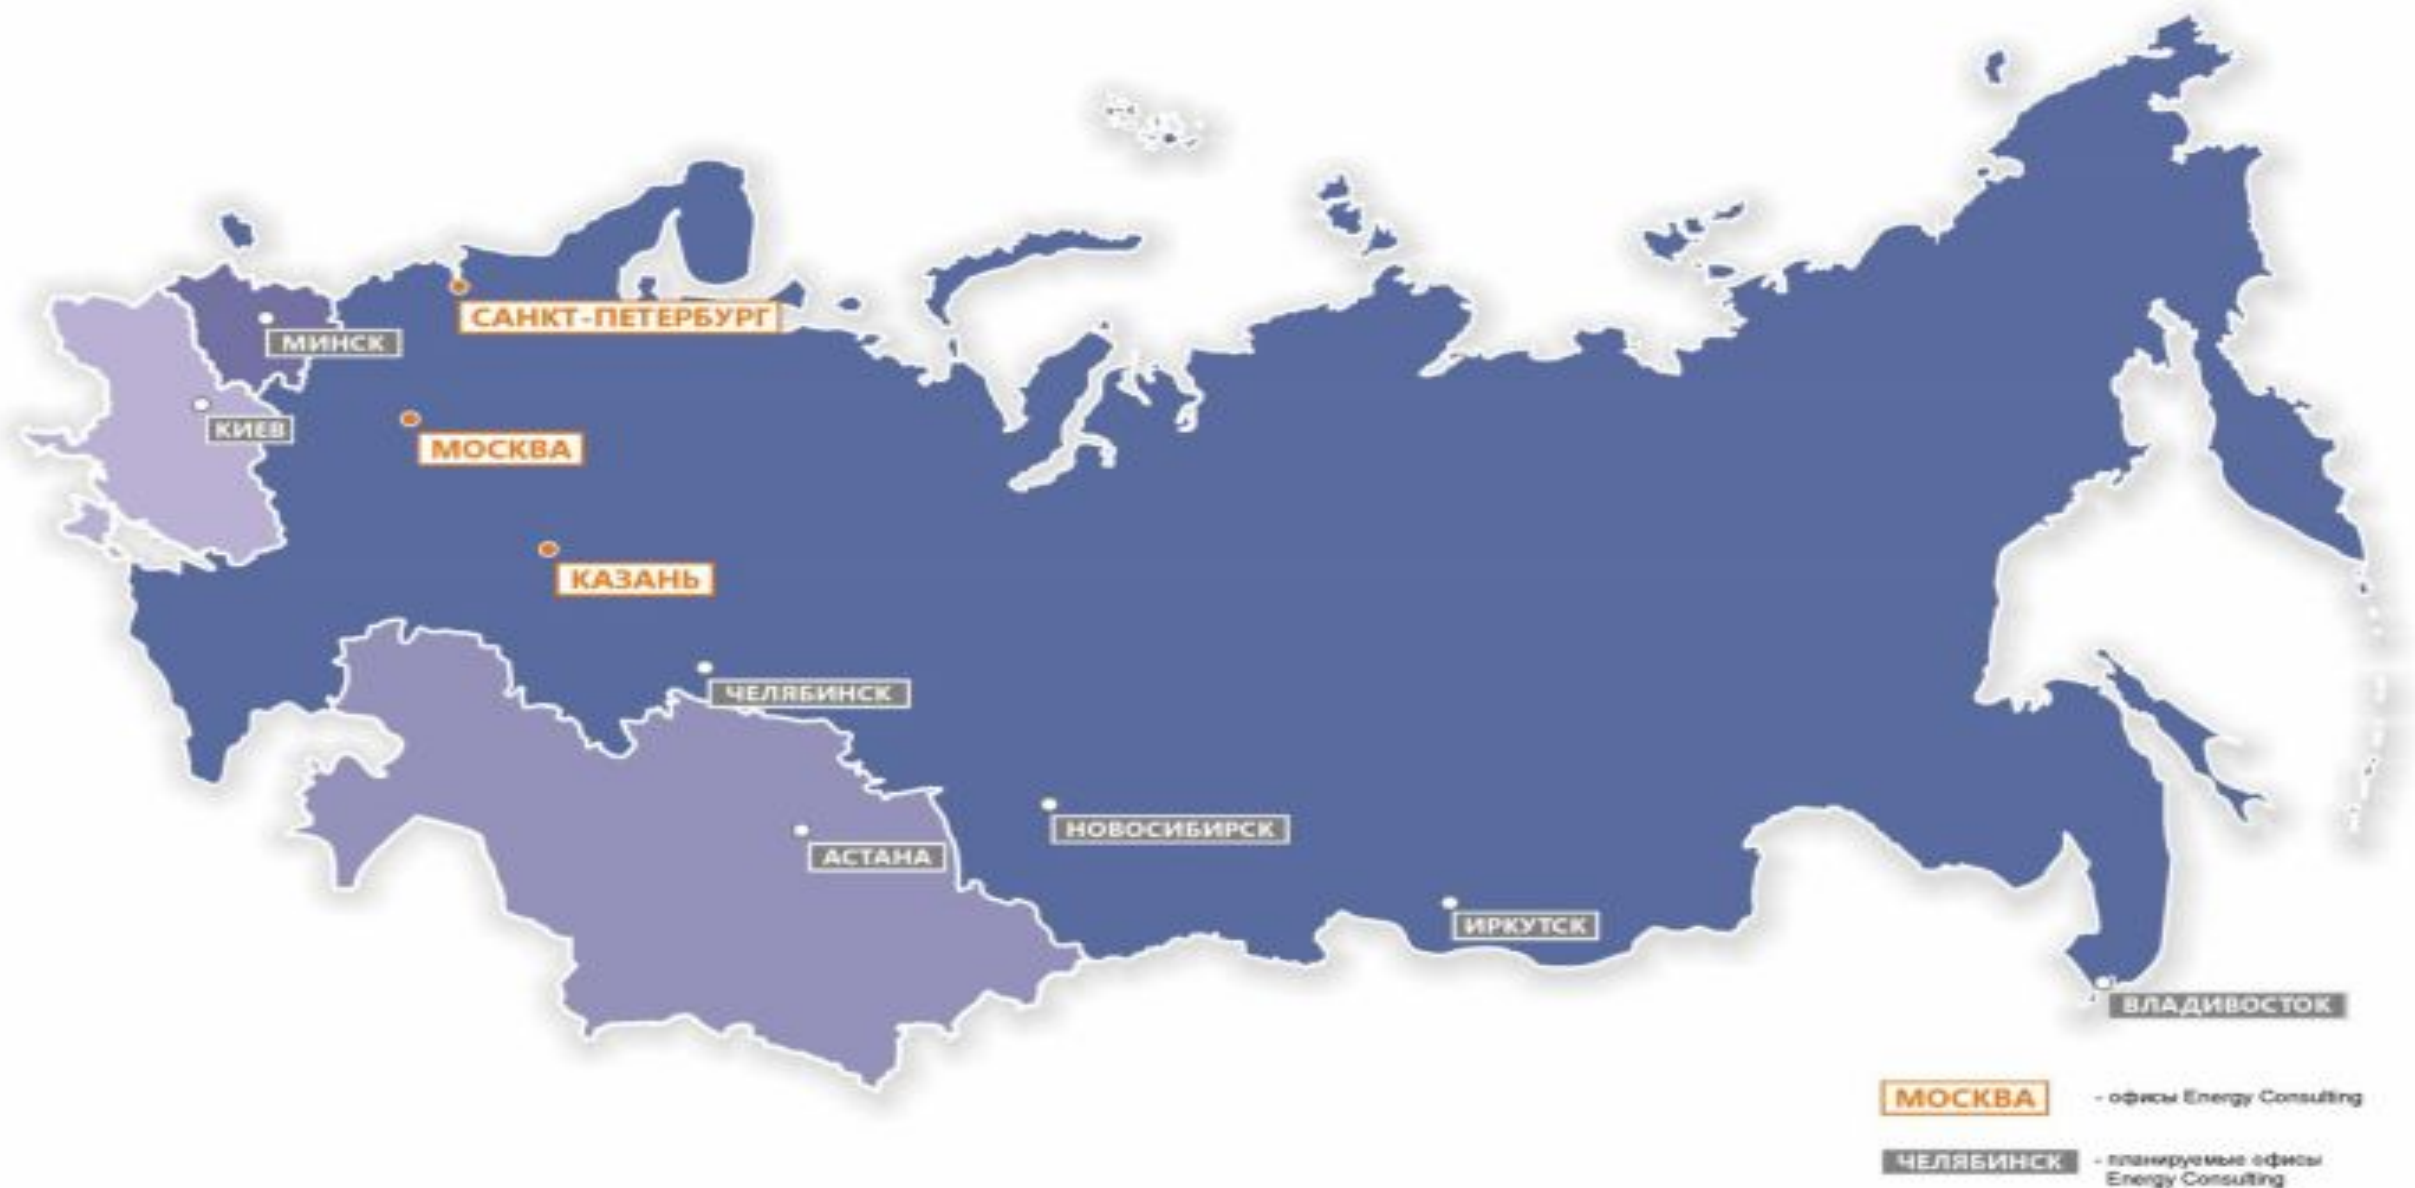 САНКТ-ПЕТЕРБУРГ
МИНСК
КИЕВ
МОСКВА
КАЗАНЬ
ЧЕЛЯБИНСК
НОВОСИБИРСК
АСТАНА
ИРКУТСК
ВЛАДИВОСТОК
МОСКВА - офисы Energy Consulting
ЧЕЛЯБИНСК - планируемые офисы
Energy Consulting